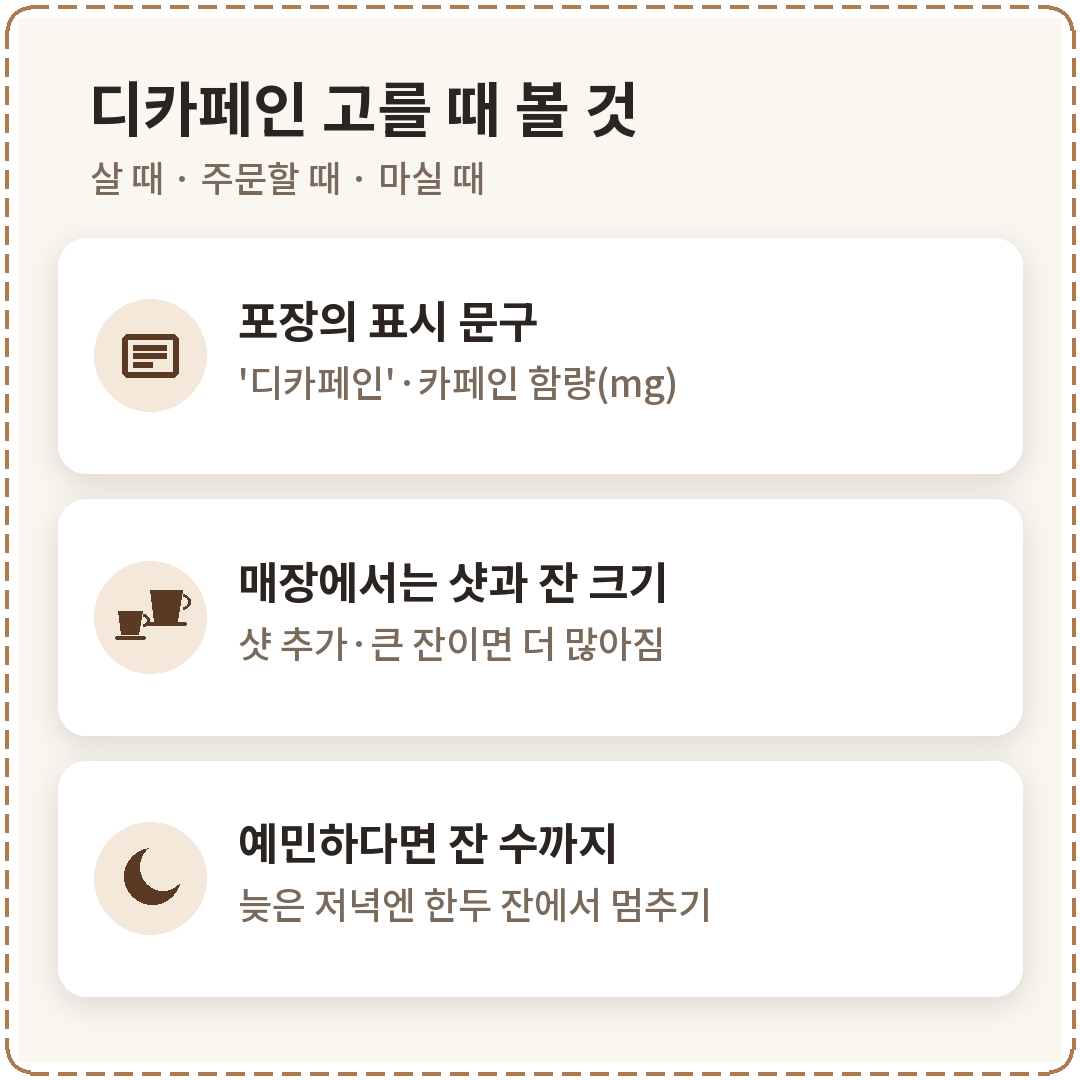 디카페인 고를 때 볼 것
살 때 · 주문할 때 · 마실 때
포장의 표시 문구
'디카페인'·카페인 함량(mg)
매장에서는 샷과 잔 크기
샷 추가·큰 잔이면 더 많아짐
예민하다면 잔 수까지
늦은 저녁엔 한두 잔에서 멈추기